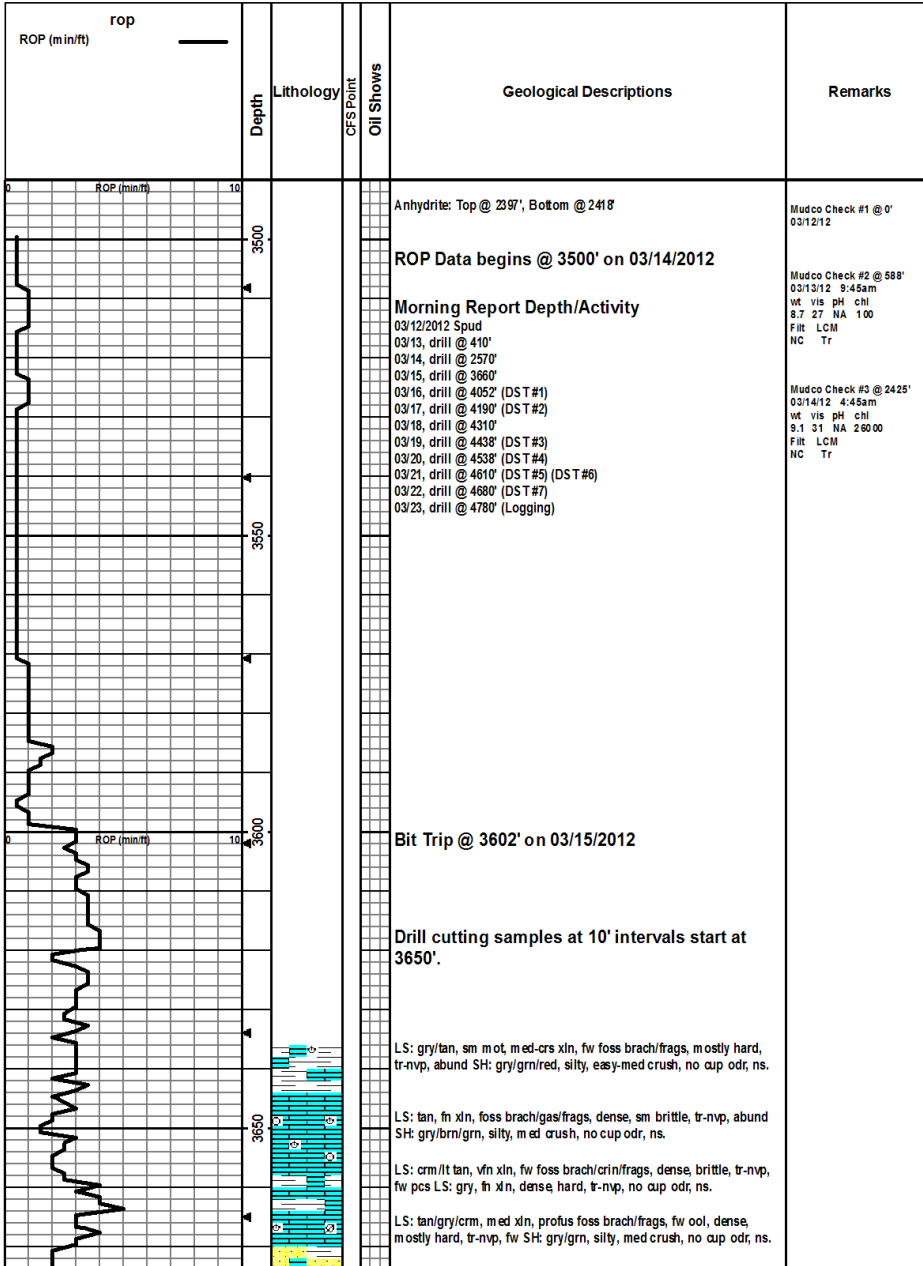 rop
ROP (min/ft)
Depth
Lithology
CFS Point
Oil Shows
Geological Descriptions
Remarks
0 ROP (min/ft) 10
Anhydrite: Top @ 2397', Bottom @ 2418'
Mudco Check #1 @ 0'
03/12/12
3500
ROP Data begins @ 3500' on 03/14/2012
Mudco Check #2 @ 588'
03/13/12 9:45am
wt vis pH chl
8.7 27 NA 100
Filt LCM
NC Tr
Morning Report Depth/Activity
03/12/2012 Spud
03/13, drill @ 410'
03/14, drill @ 2570'
03/15, drill @ 3660'
03/16, drill @ 4052' (DST#1)
03/17, drill @ 4190' (DST#2)
03/18, drill @ 4310'
03/19, drill @ 4438' (DST#3)
03/20, drill @ 4538' (DST#4)
03/21, drill @ 4610' (DST#5) (DST#6)
03/22, drill @ 4680' (DST#7)
03/23, drill @ 4780' (Logging)
Mudco Check #3 @ 2425'
03/14/12 4:45am
wt vis pH chl
9.1 31 NA 26000
Filt LCM
NC Tr
3550
3600
0 ROP (min/ft) 10
Bit Trip @ 3602' on 03/15/2012
Drill cutting samples at 10' intervals start at
3650'.
LS: gry/tan, sm mot, med-crs xln, fw foss brach/frags, mostly hard,
tr-nvp, abund SH: gry/grn/red, silty, easy-med crush, no cup odr, ns.
3650
LS: tan, fn xln, foss brach/gas/frags, dense, sm brittle, tr-nvp, abund
SH: gry/brn/grn, silty, med crush, no cup odr, ns.
LS: crm/lt tan, vfn xln, fw foss brach/crin/frags, dense, brittle, tr-nvp,
fw pcs LS: gry, fn xln, dense, hard, tr-nvp, no cup odr, ns.
LS: tan/gry/crm, med xln, profus foss brach/frags, fw ool, dense,
mostly hard, tr-nvp, fw SH: gry/grn, silty, med crush, no cup odr, ns.